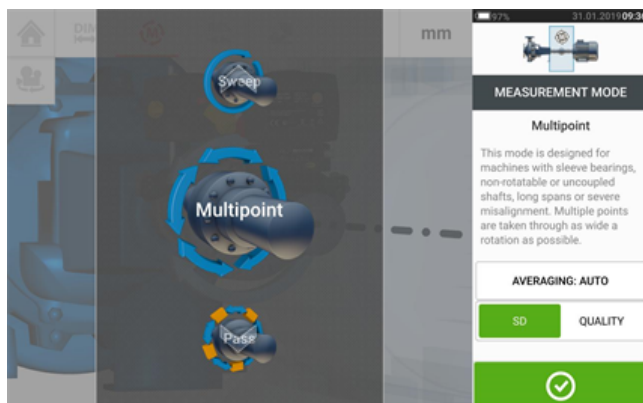 DIM
mm
Sweep
Multipoint
Pass
97%
31.01.2019 09:30
MEASUREMENT MODE
Multipoint
This mode is designed for
machines with sleeve bearings,
non-rotatable or uncoupled
shafts, long spans or severe
misalignment. Multiple points
are taken through as wide a
rotation as possible.
AVERAGING: AUTO
SD
QUALITY